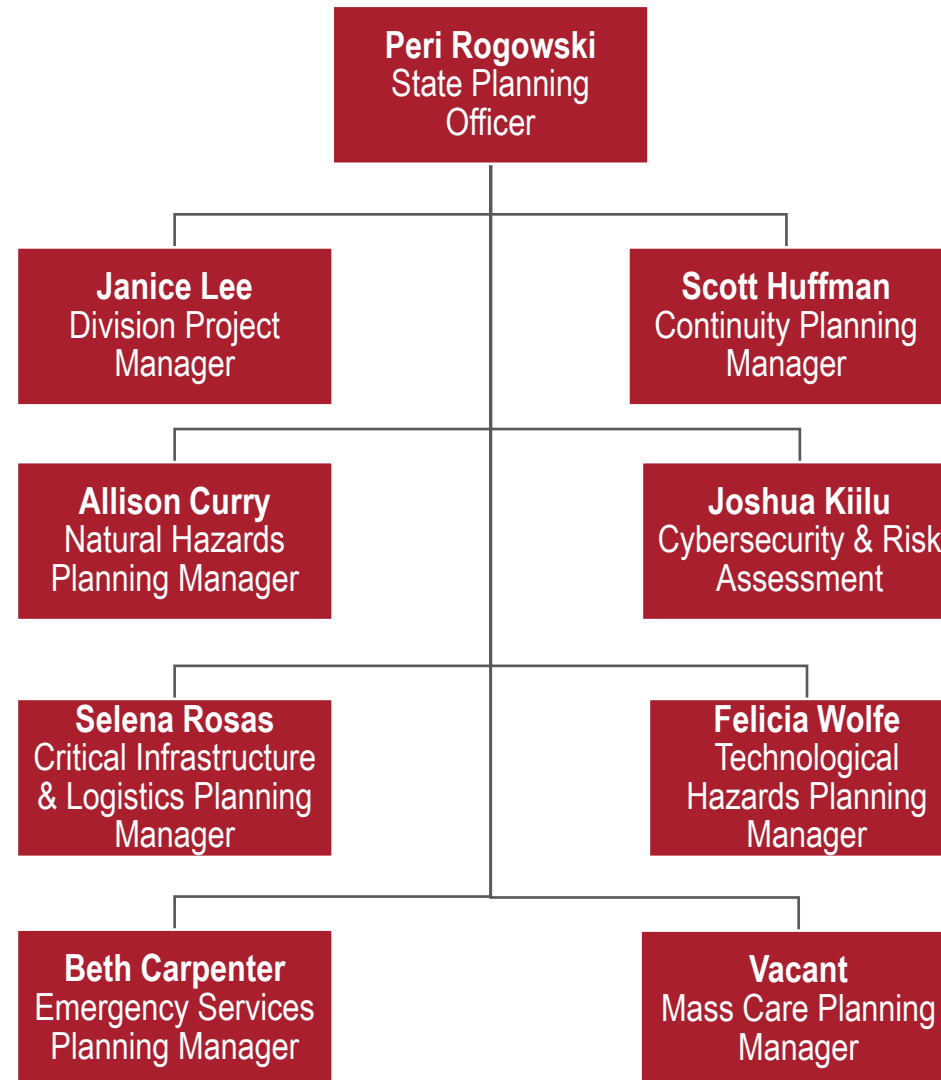 Peri Rogowski
State Planning
Officer
Janice Lee
Division Project
Manager
Scott Huffman
Continuity Planning
Manager
Allison Curry
Natural Hazards
Planning Manager
Joshua Kiilu
Cybersecurity & Risk
Assessment
Selena Rosas
Critical Infrastructure
& Logistics Planning
Manager
Felicia Wolfe
Technological
Hazards Planning
Manager
Beth Carpenter
Emergency Services
Planning Manager
Vacant
Mass Care Planning
Manager